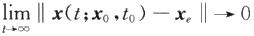 lim ‖ x(t;x₀,t₀) − xₑ ‖→0
t→∞